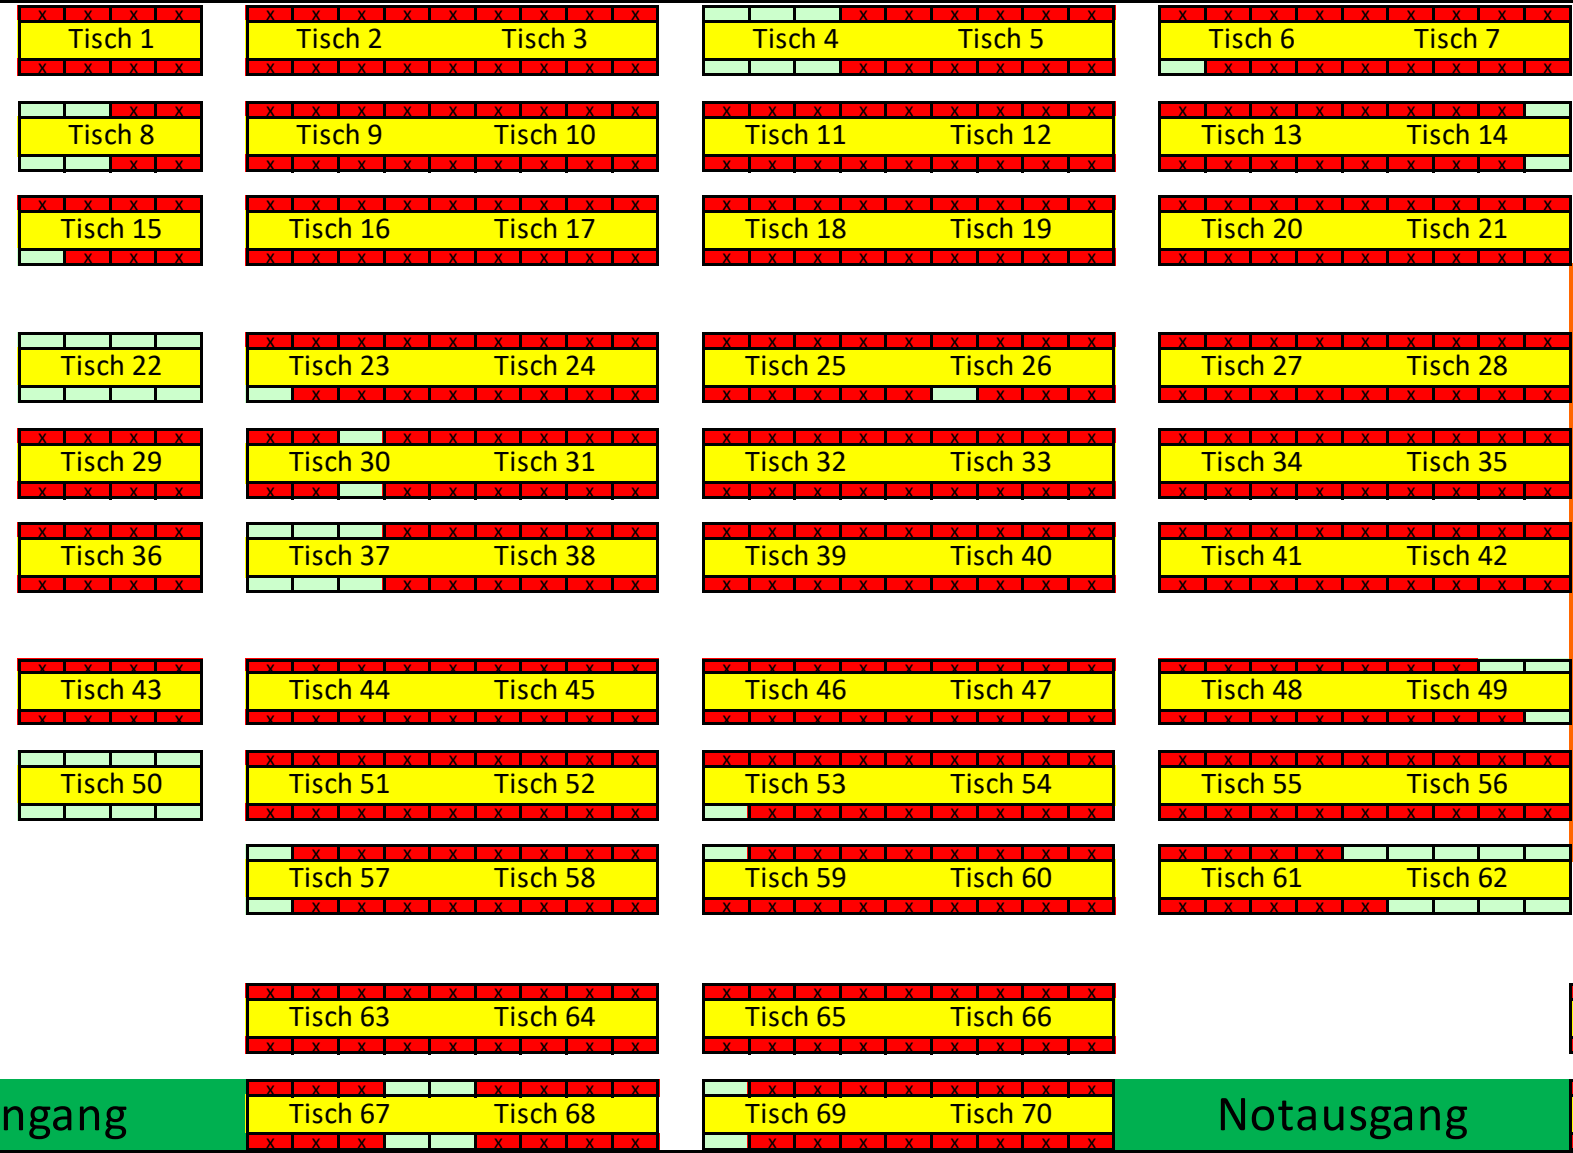 x x x x x x x x x x x x x x x x x x x x x x x x x x x x
Tisch 1 Tisch 2 Tisch 3 Tisch 4 Tisch 5 Tisch 6 Tisch 7
x x x x x x x x x x x x x x x x x x x x x x x x x x x
x x x x x x x x x x x x x x x x x x x x x x x x x x x x
Tisch 8 Tisch 9 Tisch 10 Tisch 11 Tisch 12 Tisch 13 Tisch 14
x x x x x x x x x x x x x x x x x x x x x x x x x x x x
x x x x x x x x x x x x x x x x x x x x x x x x x x x x x x x
Tisch 15 Tisch 16 Tisch 17 Tisch 18 Tisch 19 Tisch 20 Tisch 21
x x x x x x x x x x x x x x x x x x x x x x x x x x x x x x
x x x x x x x x x x x x x x x x x x x x x x x x x x x
Tisch 22 Tisch 23 Tisch 24 Tisch 25 Tisch 26 Tisch 27 Tisch 28
x x x x x x x x x x x x x x x x x x x x x x x x x
x x x x x x x x x x x x x x x x x x x x x x x x x x x x x x
Tisch 29 Tisch 30 Tisch 31 Tisch 32 Tisch 33 Tisch 34 Tisch 35
x x x x x x x x x x x x x x x x x x x x x x x x x x x x x x
x x x x x x x x x x x x x x x x x x x x x x x x x x x x
Tisch 36 Tisch 37 Tisch 38 Tisch 39 Tisch 40 Tisch 41 Tisch 42
x x x x x x x x x x x x x x x x x x x x x x x x x x x x
x x x x x x x x x x x x x x x x x x x x x x x x x x x x x
Tisch 43 Tisch 44 Tisch 45 Tisch 46 Tisch 47 Tisch 48 Tisch 49
x x x x x x x x x x x x x x x x x x x x x x x x x x x x x x
x x x x x x x x x x x x x x x x x x x x x x x x x x x
Tisch 50 Tisch 51 Tisch 52 Tisch 53 Tisch 54 Tisch 55 Tisch 56
x x x x x x x x x x x x x x x x x x x x x x x x x x
x x x x x x x x x x x x x x x x x x x x
Tisch 57 Tisch 58 Tisch 59 Tisch 60 Tisch 61 Tisch 62
x x x x x x x x x x x x x x x x x x x x x x
x x x x x x x x x x x x x x x x x x
Tisch 63 Tisch 64 Tisch 65 Tisch 66
x x x x x x x x x x x x x x x x x x
x x x x x x x x x x x x x x x
ngang Tisch 67 Tisch 68 Tisch 69 Tisch 70 Notausgang
x x x x x x x x x x x x x x x